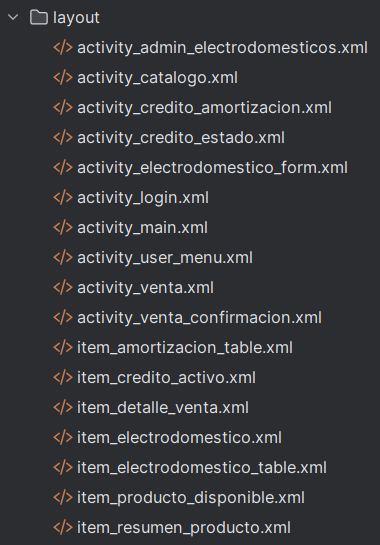 layout
activity_admin_electrodomesticos.xml
activity_catalogo.xml
activity_credito_amortizacion.xml
activity_credito_estado.xml
activity_electrodomestico_form.xml
activity_login.xml
activity_main.xml
activity_user_menu.xml
activity_venta.xml
activity_venta_confirmacion.xml
item_amortizacion_table.xml
item_credito_activo.xml
item_detalle_venta.xml
item_electrodomestico.xml
item_electrodomestico_table.xml
item_producto_disponible.xml
item_resumen_producto.xml